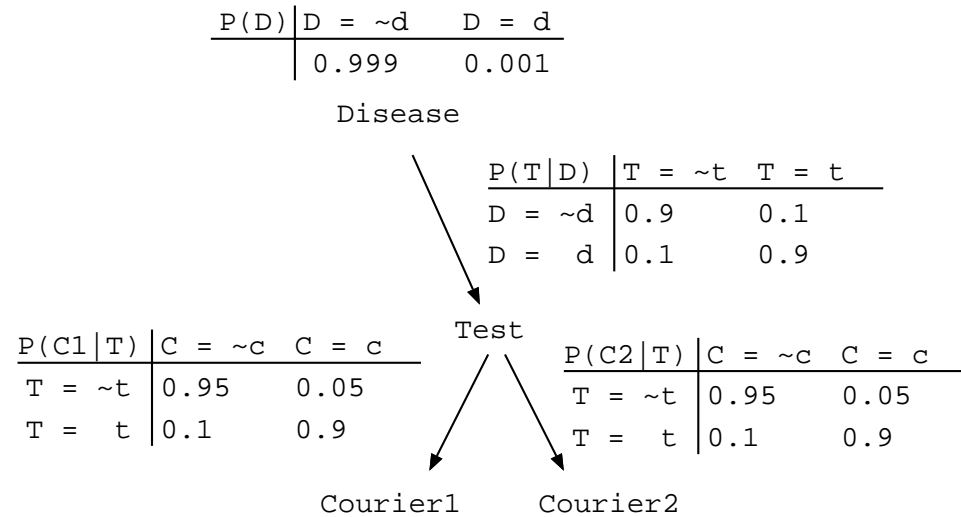 P(D) D = ~d D = d
0.999 0.001
Disease
P(T|D) T = ~t T = t
D = ~d 0.9 0.1
D = d 0.1 0.9
Test
P(C1|T) C = ~c C = c
T = ~t 0.95 0.05
T = t 0.1 0.9
P(C2|T) C = ~c C = c
T = ~t 0.95 0.05
T = t 0.1 0.9
Courier1 Courier2